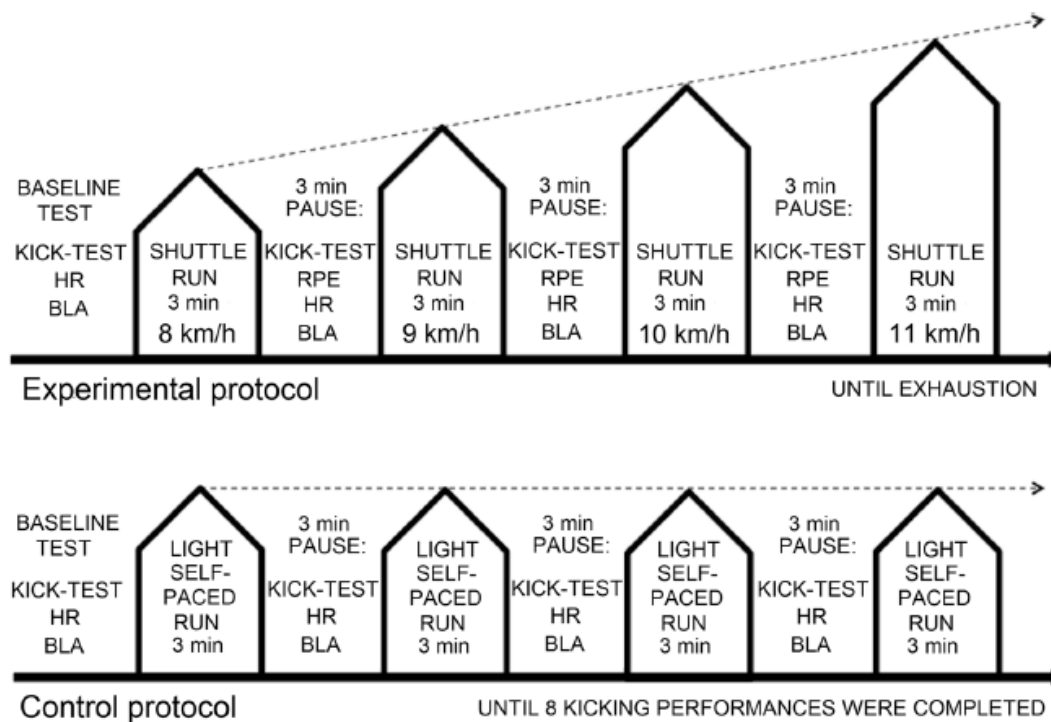 BASELINE
TEST
KICK-TEST
HR
BLA
SHUTTLE
RUN
3 min
8 km/h
3 min
PAUSE:
KICK-TEST
RPE
HR
BLA
SHUTTLE
RUN
3 min
9 km/h
3 min
PAUSE:
KICK-TEST
RPE
HR
BLA
SHUTTLE
RUN
3 min
10 km/h
3 min
PAUSE:
KICK-TEST
RPE
HR
BLA
SHUTTLE
RUN
3 min
11 km/h
Experimental protocol
UNTIL EXHAUSTION
BASELINE
TEST
KICK-TEST
HR
BLA
LIGHT
SELF-
PACED
RUN
3 min
3 min
PAUSE:
KICK-TEST
HR
BLA
LIGHT
SELF-
PACED
RUN
3 min
3 min
PAUSE:
KICK-TEST
HR
BLA
LIGHT
SELF-
PACED
RUN
3 min
3 min
PAUSE:
KICK-TEST
HR
BLA
LIGHT
SELF-
PACED
RUN
3 min
Control protocol
UNTIL 8 KICKING PERFORMANCES WERE COMPLETED